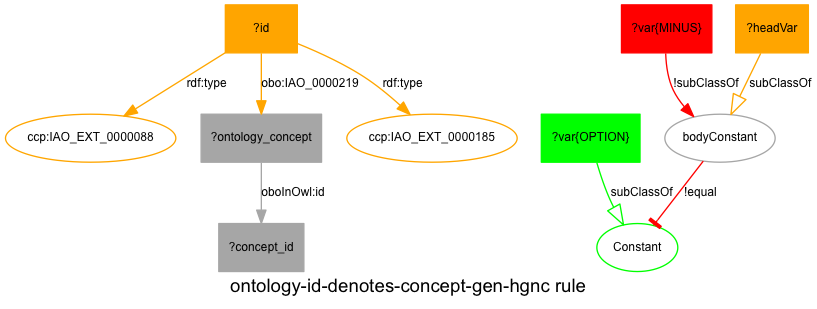 ?id
?var{MINUS}
?headVar
rdf:type
obo:IAO_0000219
rdf:type
!subClassOf
subClassOf
ccp:IAO_EXT_0000088
?ontology_concept
ccp:IAO_EXT_0000185
?var{OPTION}
bodyConstant
oboInOwl:id
subClassOf
!equal
?concept_id
Constant
ontology-id-denotes-concept-gen-hgnc rule